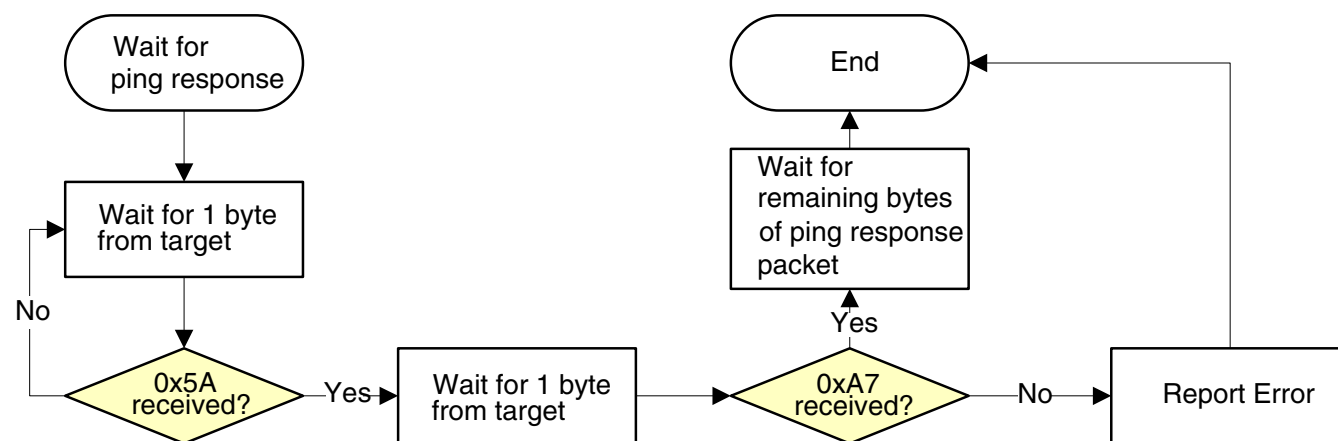 Wait for
ping response
End
Wait for 1 byte
from target
No
Wait for
remaining bytes
of ping response
packet
Yes
0x5A
received?
Yes
Wait for 1 byte
from target
0xA7
received?
No
Report Error